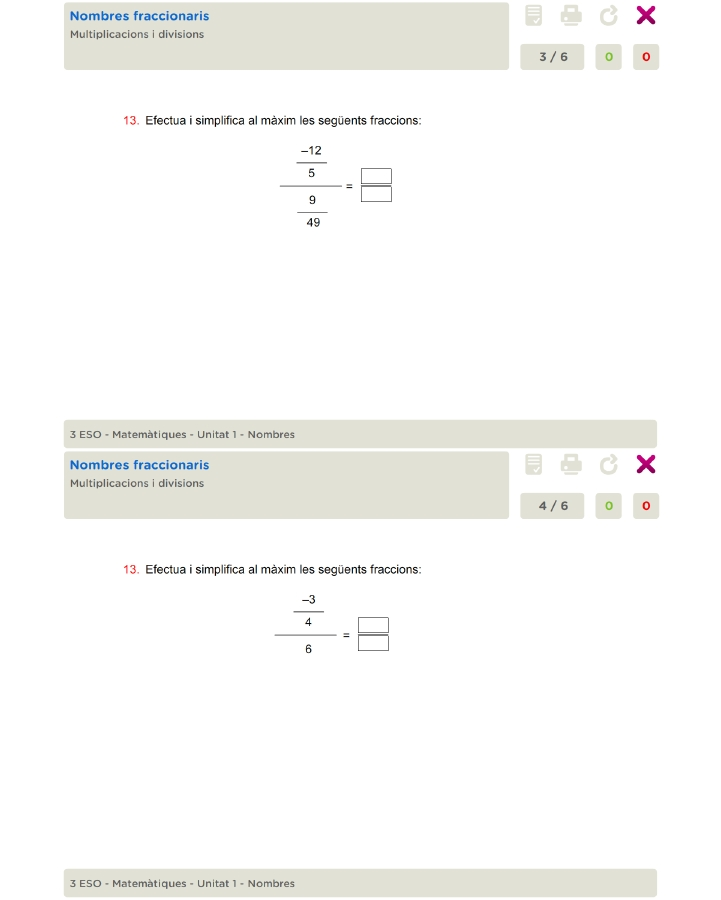 Nombres fraccionaris
Multiplicacions i divisions
3 / 6
0
0
13. Efectua i simplifica al màxim les següents fraccions:
–12
5
=
9
49
3 ESO - Matemàtiques - Unitat 1 - Nombres
Nombres fraccionaris
Multiplicacions i divisions
4 / 6
0
0
13. Efectua i simplifica al màxim les següents fraccions:
–3
4
=
6
3 ESO - Matemàtiques - Unitat 1 - Nombres